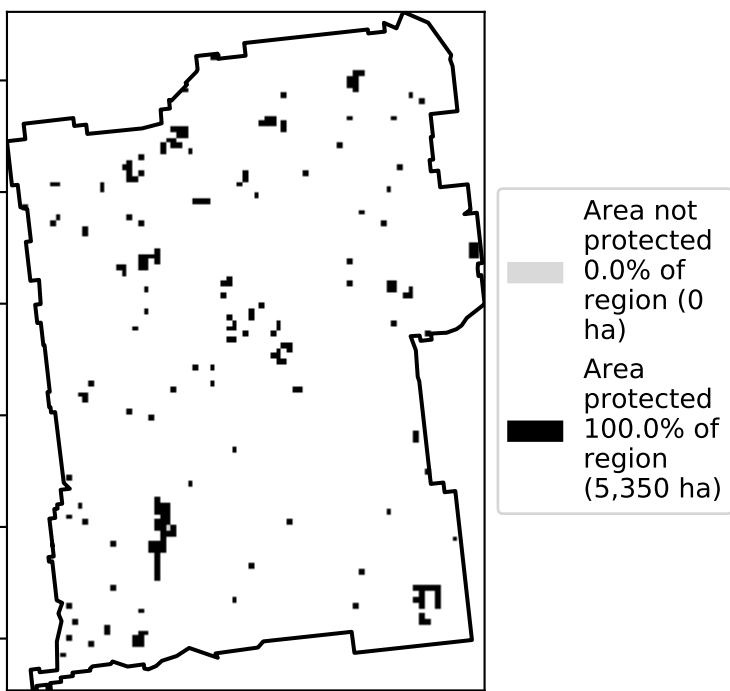 Area not
protected
0.0% of
region (0
ha)
Area
protected
100.0% of
region
(5,350 ha)